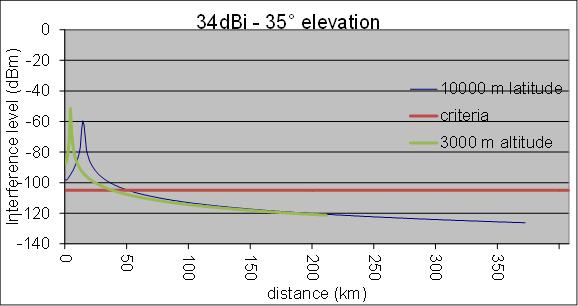 34dBi - 35° elevation
Interference level (dBm)
0
-20
-40
-60
-80
-100
-120
-140
10000 m latitude
criteria
3000 m altitude
0
50
100
150
200
250
300
350
distance (km)